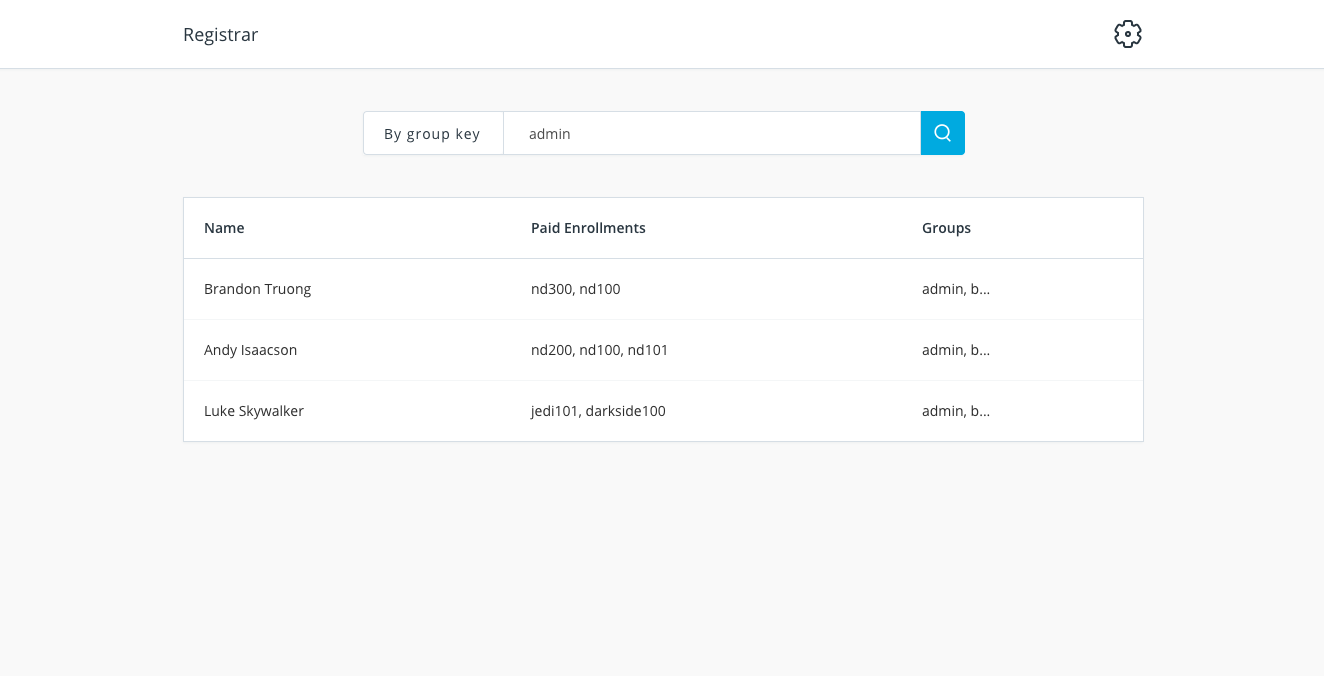 Registrar
By group key admin
Name Paid Enrollments Groups
Brandon Truong nd300, nd100 admin, b...
Andy Isaacson nd200, nd100, nd101 admin, b...
Luke Skywalker jedi101, darkside100 admin, b...